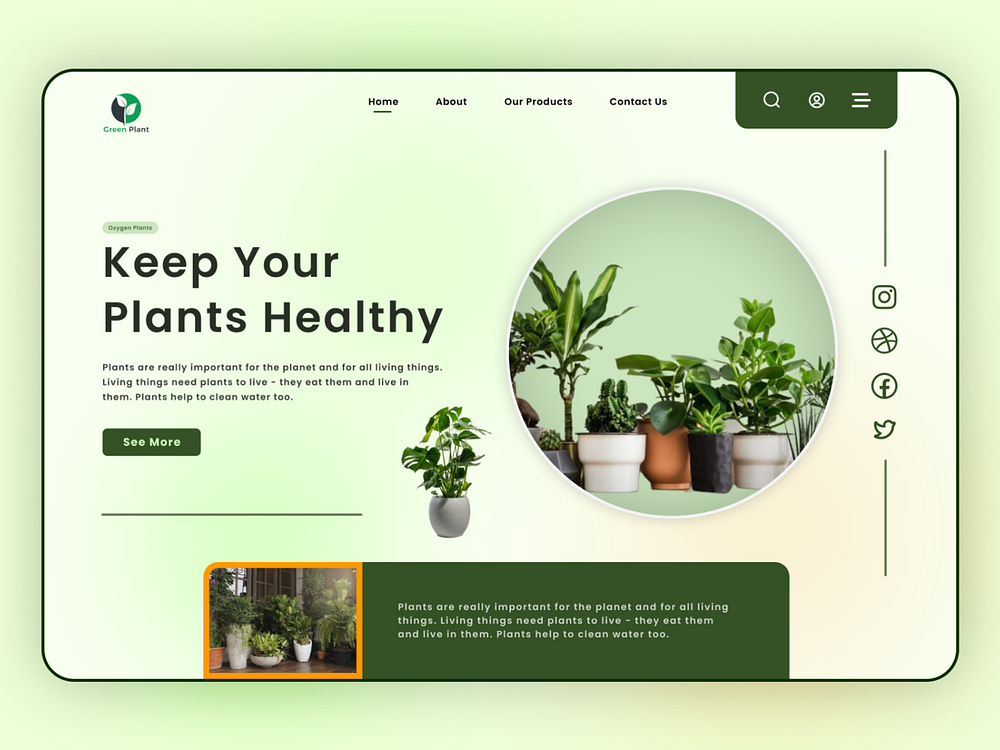 Green Plant
Home About Our Products Contact Us
Oxygen Plants
Keep Your
Plants Healthy
Plants are really important for the planet and for all living things.
Living things need plants to live - they eat them and live in
them. Plants help to clean water too.
See More
Plants are really important for the planet and for all living
things. Living things need plants to live - they eat them
and live in them. Plants help to clean water too.